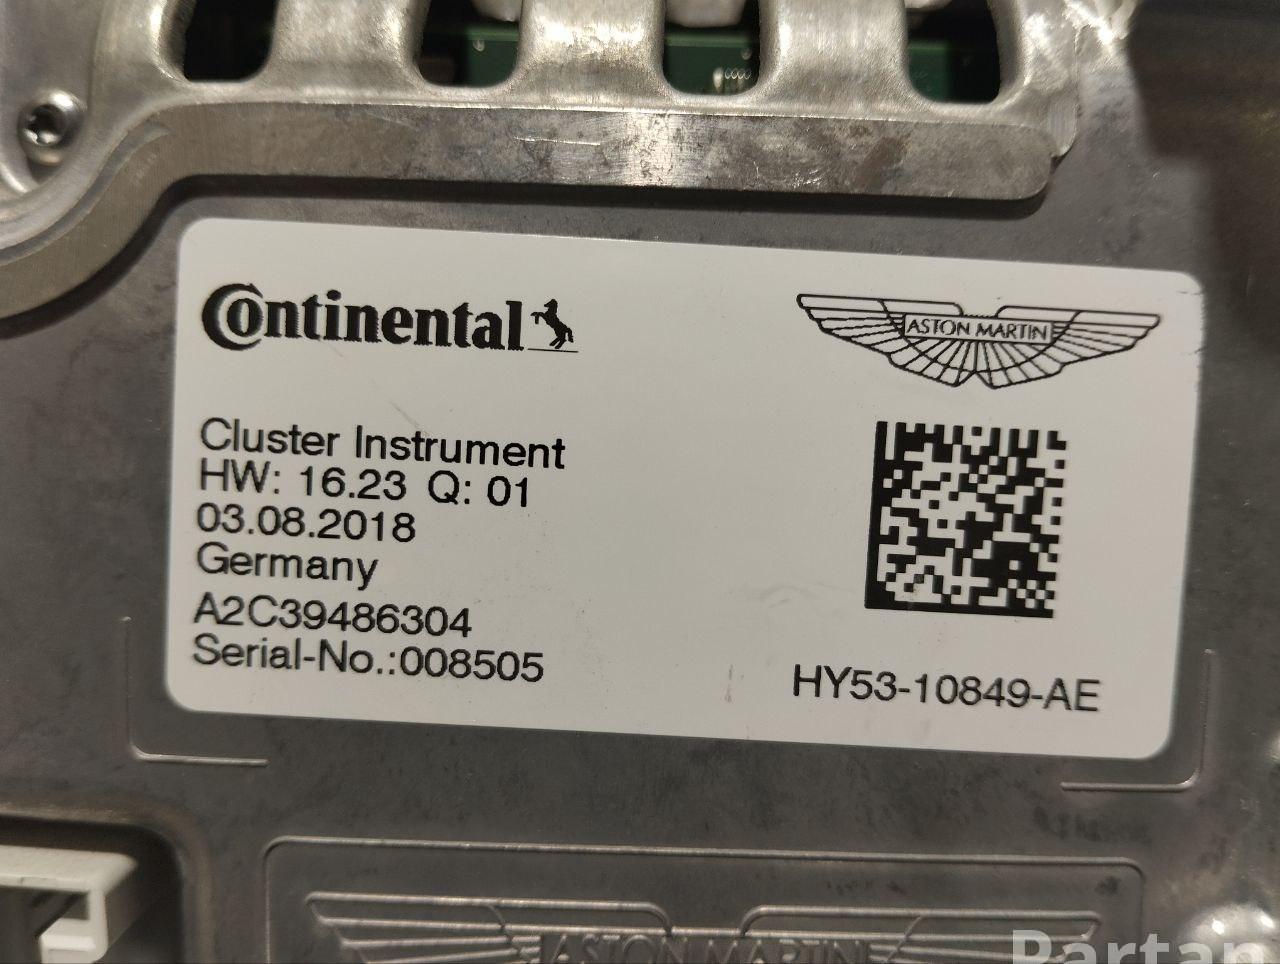 Continental
ASTON MARTIN
Cluster Instrument
HW: 16.23 Q: 01
03.08.2018
Germany
A2C39486304
Serial-No.:008505
HY53-10849-AE
ASTON MARTIN
Partan